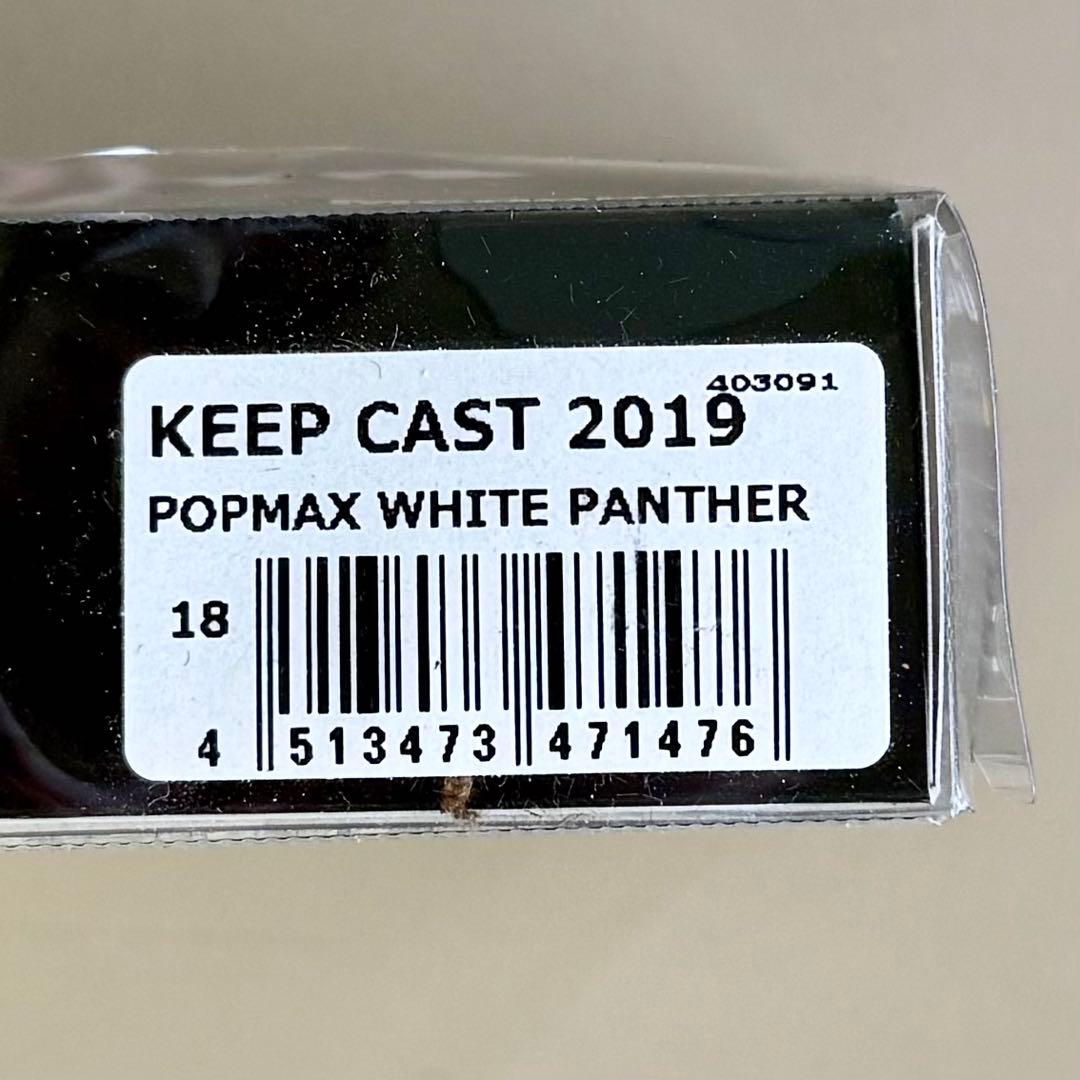 403091
KEEP CAST 2019
POPMAX WHITE PANTHER
18
4 513473 471476